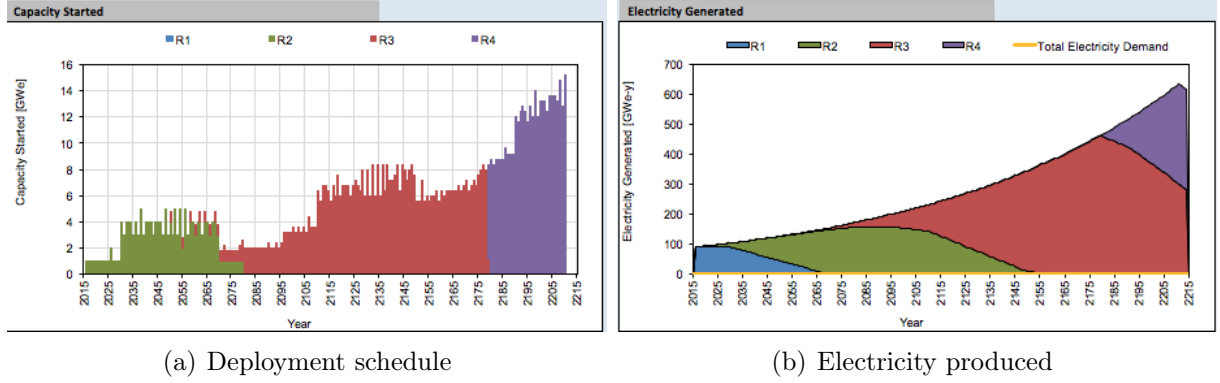 Capacity Started
R1 R2 R3 R4
Capacity Started [GWe]
16
14
12
10
8
6
4
2
0
2015 2025 2035 2045 2055 2065 2075 2085 2095 2105 2115 2125 2135 2145 2155 2165 2175 2185 2195 2205 2215
Year
(a) Deployment schedule
Electricity Generated
R1 R2 R3 R4 Total Electricity Demand
Electricity Generated [GWe-y]
700
600
500
400
300
200
100
0
2015 2025 2035 2045 2055 2065 2075 2085 2095 2105 2115 2125 2135 2145 2155 2165 2175 2185 2195 2205 2215
Year
(b) Electricity produced